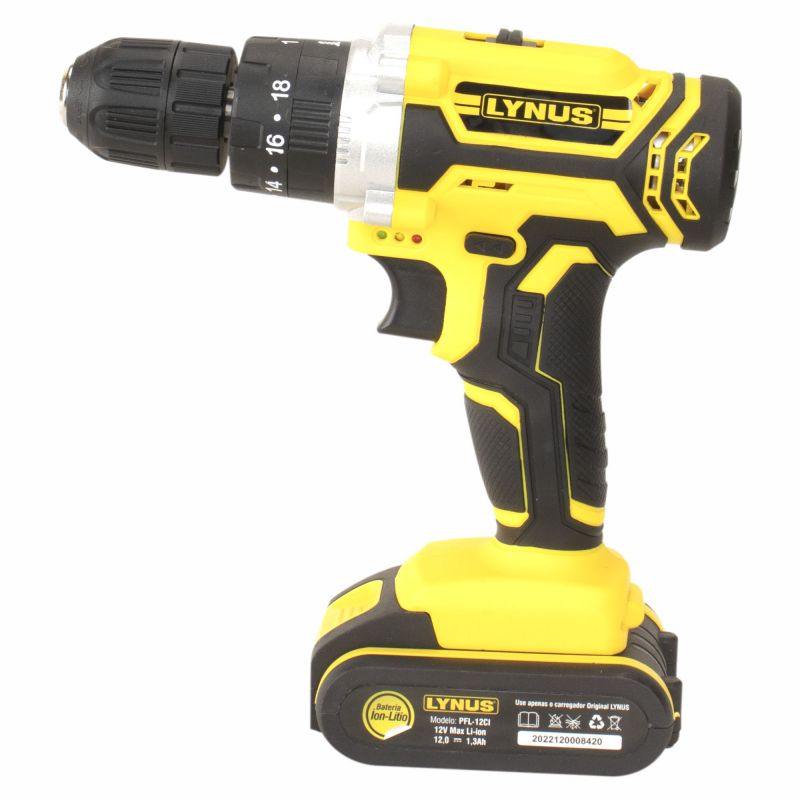 18
16
14
LYNUS
Bateria
Íon-Lítio
LYNUS
Modelo: PFL-12CI
12V Max Li-ion
12,0 ⎓ 1,3Ah
Use apenas o carregador Original LYNUS
2022120008420